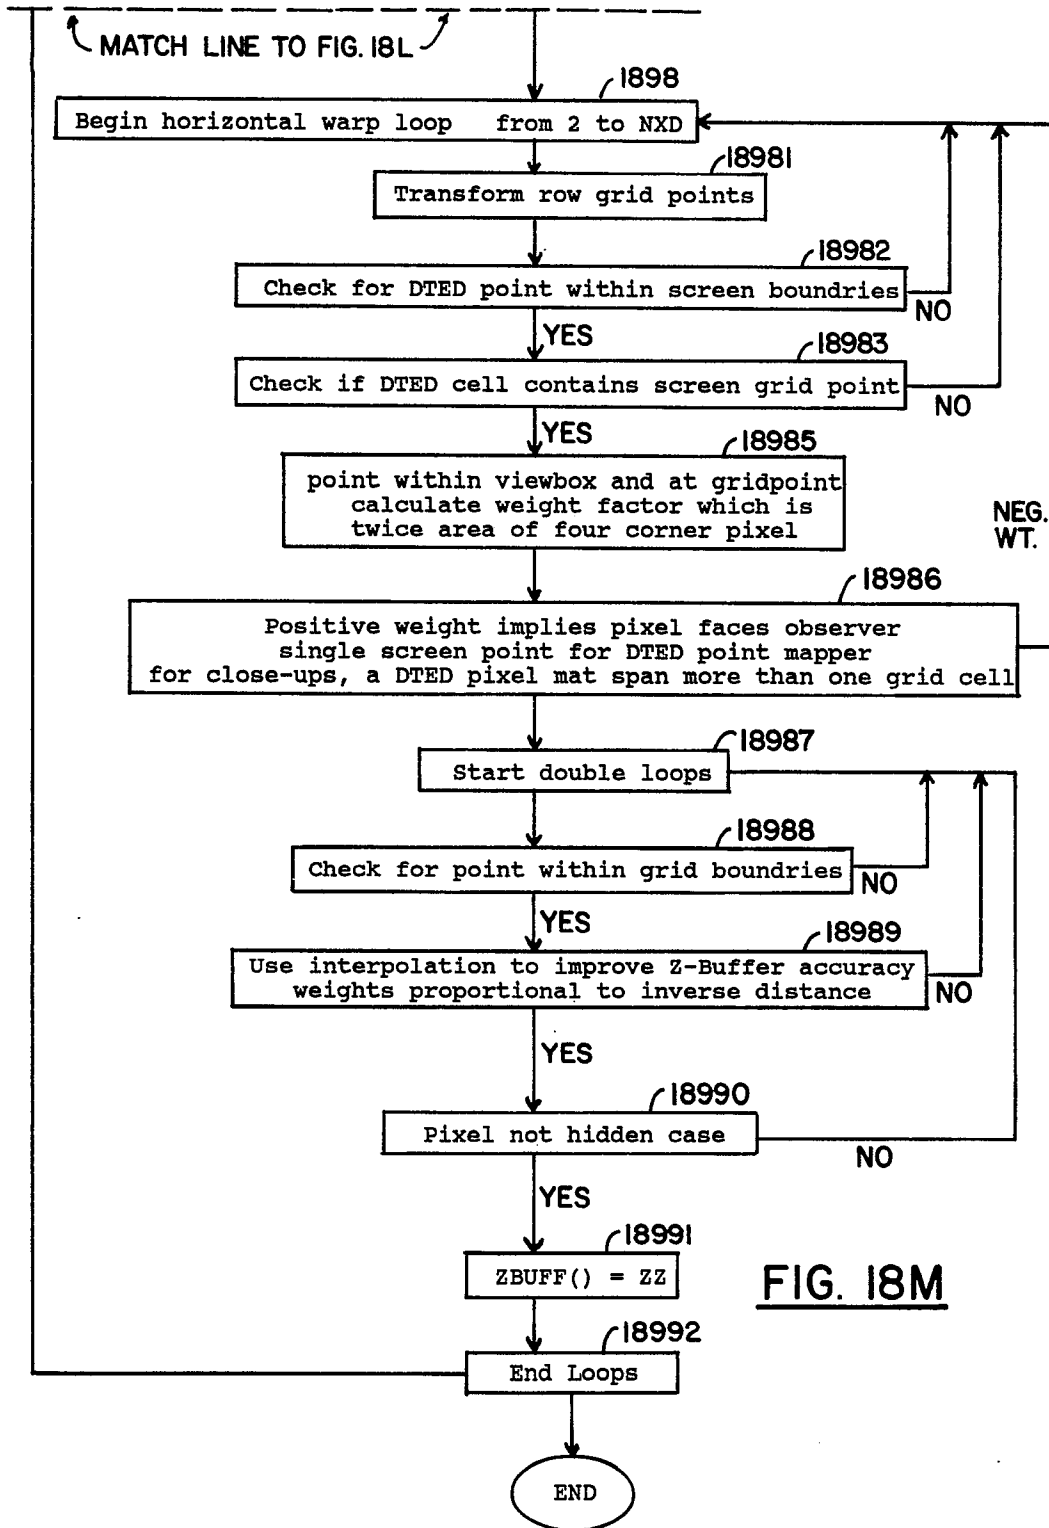 MATCH LINE TO FIG. 18L
1898
Begin horizontal warp loop from 2 to NXD
18981
Transform row grid points
18982
Check for DTED point within screen boundries
NO
YES
18983
Check if DTED cell contains screen grid point
NO
YES
18985
point within viewbox and at gridpoint
calculate weight factor which is
twice area of four corner pixel
NEG.
WT.
18986
Positive weight implies pixel faces observer
single screen point for DTED point mapper
for close-ups, a DTED pixel mat span more than one grid cell
18987
Start double loops
18988
Check for point within grid boundries
NO
YES
18989
Use interpolation to improve Z-Buffer accuracy
weights proportional to inverse distance
NO
YES
18990
Pixel not hidden case
NO
YES
18991
ZBUFF() = ZZ
FIG. 18M
18992
End Loops
END